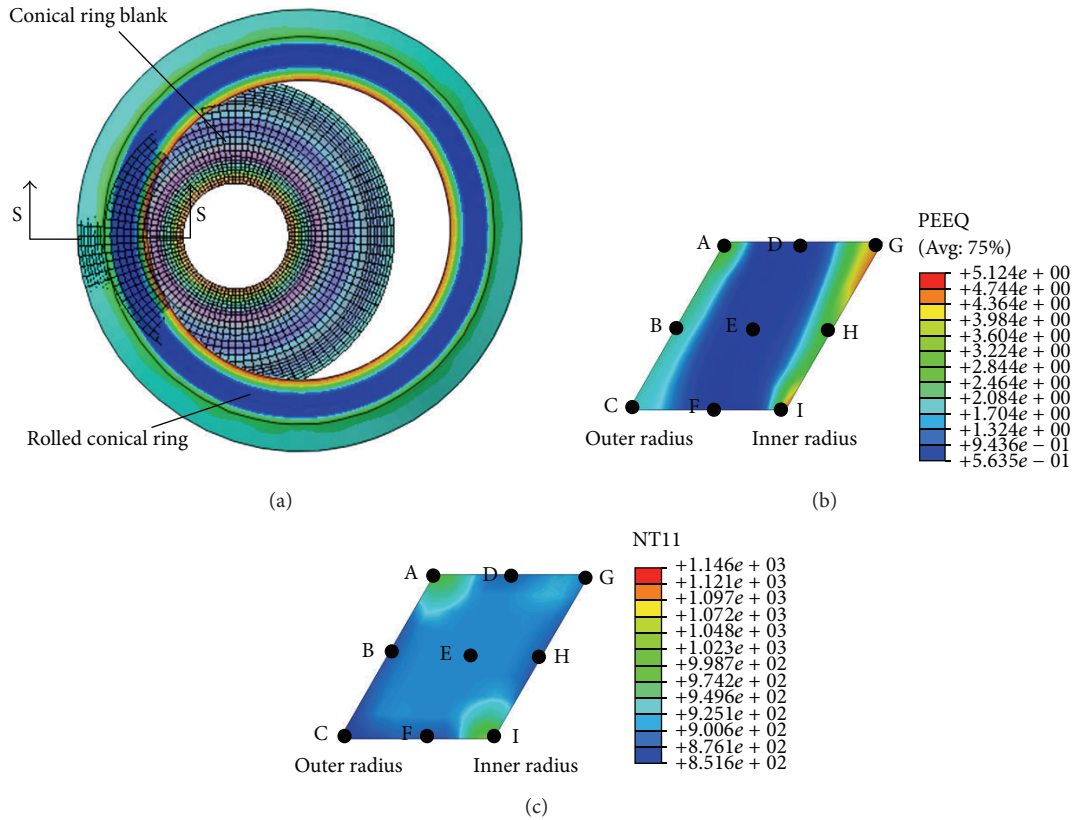 Conical ring blank
S
S
Rolled conical ring
(a)
A
D
G
B
E
H
C
F
I
Outer radius
Inner radius
PEEQ
(Avg: 75%)
+5.124e + 00
+4.744e + 00
+4.364e + 00
+3.984e + 00
+3.604e + 00
+3.224e + 00
+2.844e + 00
+2.464e + 00
+2.084e + 00
+1.704e + 00
+1.324e + 00
+9.436e − 01
+5.635e − 01
(b)
A
D
G
B
E
H
C
F
I
Outer radius
Inner radius
NT11
+1.146e + 03
+1.121e + 03
+1.097e + 03
+1.072e + 03
+1.048e + 03
+1.023e + 03
+9.987e + 02
+9.742e + 02
+9.496e + 02
+9.251e + 02
+9.006e + 02
+8.761e + 02
+8.516e + 02
(c)